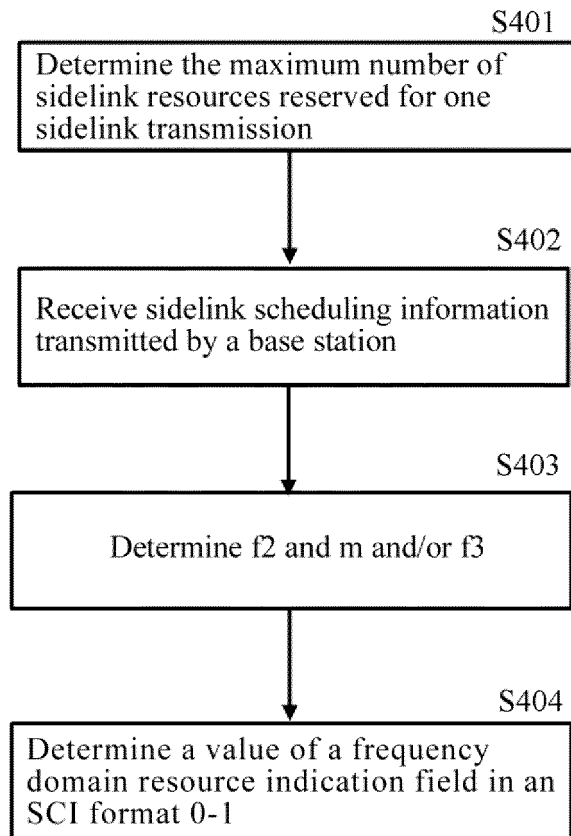 S401
Determine the maximum number of
sidelink resources reserved for one
sidelink transmission
S402
Receive sidelink scheduling information
transmitted by a base station
S403
Determine f2 and m and/or f3
S404
Determine a value of a frequency
domain resource indication field in an
SCI format 0-1